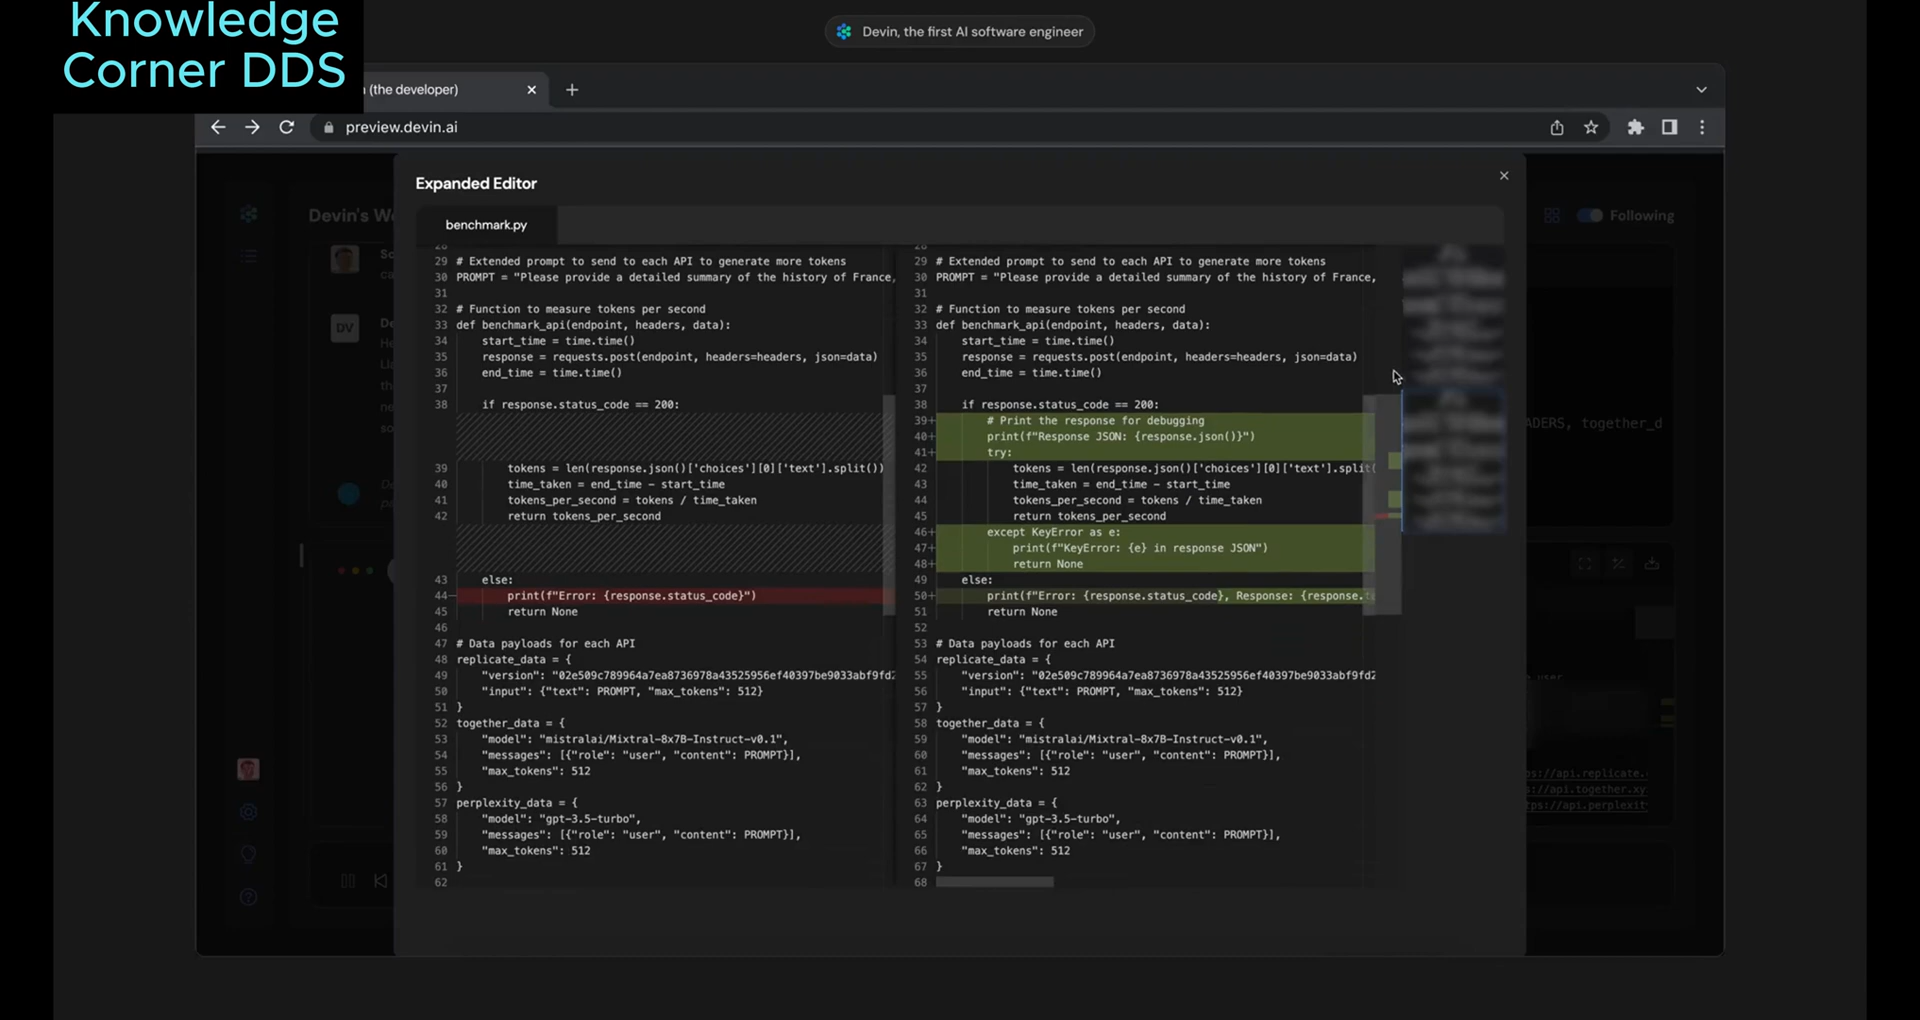 Knowledge
Corner DDS
Devin, the first AI software engineer
(the developer)
preview.devin.ai
Expanded Editor
benchmark.py
Devin's
Following
28
29 # Extended prompt to send to each API to generate more tokens
30 PROMPT = "Please provide a detailed summary of the history of France,
31
32 # Function to measure tokens per second
33 def benchmark_api(endpoint, headers, data):
34 start_time = time.time()
35 response = requests.post(endpoint, headers=headers, json=data)
36 end_time = time.time()
37
38 if response.status_code == 200:
39 tokens = len(response.json()['choices'][0]['text'].split())
40 time_taken = end_time - start_time
41 tokens_per_second = tokens / time_taken
42 return tokens_per_second
43 else:
44- print(f"Error: {response.status_code}")
45 return None
46
47 # Data payloads for each API
48 replicate_data = {
49 "version": "02e509c789964a7ea8736978a43525956ef40397be9033abf9fd2
50 "input": {"text": PROMPT, "max_tokens": 512}
51 }
52 together_data = {
53 "model": "mistralai/Mixtral-8x7B-Instruct-v0.1",
54 "messages": [{"role": "user", "content": PROMPT}],
55 "max_tokens": 512
56 }
57 perplexity_data = {
58 "model": "gpt-3.5-turbo",
59 "messages": [{"role": "user", "content": PROMPT}],
60 "max_tokens": 512
61 }
62
28
29 # Extended prompt to send to each API to generate more tokens
30 PROMPT = "Please provide a detailed summary of the history of France,
31
32 # Function to measure tokens per second
33 def benchmark_api(endpoint, headers, data):
34 start_time = time.time()
35 response = requests.post(endpoint, headers=headers, json=data)
36 end_time = time.time()
37
38 if response.status_code == 200:
39+ # Print the response for debugging
40+ print(f"Response JSON: {response.json()}")
41+ try:
42 tokens = len(response.json()['choices'][0]['text'].split(
43 time_taken = end_time - start_time
44 tokens_per_second = tokens / time_taken
45 return tokens_per_second
46+ except KeyError as e:
47+ print(f"KeyError: {e} in response JSON")
48+ return None
49 else:
50+ print(f"Error: {response.status_code}, Response: {response.t
51 return None
52
53 # Data payloads for each API
54 replicate_data = {
55 "version": "02e509c789964a7ea8736978a43525956ef40397be9033abf9fd2
56 "input": {"text": PROMPT, "max_tokens": 512}
57 }
58 together_data = {
59 "model": "mistralai/Mixtral-8x7B-Instruct-v0.1",
60 "messages": [{"role": "user", "content": PROMPT}],
61 "max_tokens": 512
62 }
63 perplexity_data = {
64 "model": "gpt-3.5-turbo",
65 "messages": [{"role": "user", "content": PROMPT}],
66 "max_tokens": 512
67 }
68
DV
ADERS, together_d
ps://api.replicate.
s://api.together.xy
tps://api.perplexit